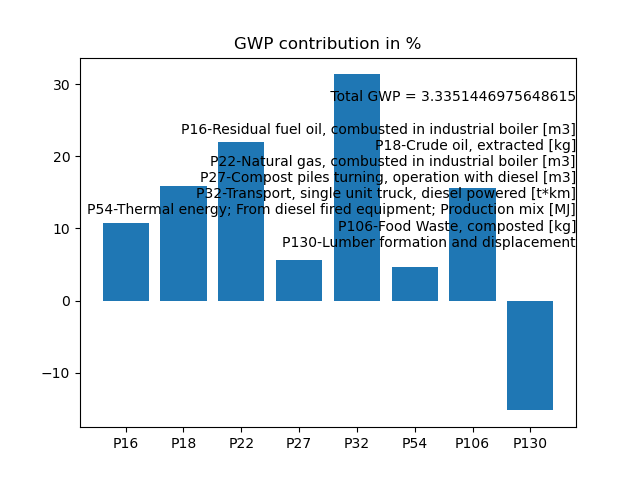 GWP contribution in %
30
20
10
0
−10
Total GWP = 3.3351446975648615
P16-Residual fuel oil, combusted in industrial boiler [m3]
P18-Crude oil, extracted [kg]
P22-Natural gas, combusted in industrial boiler [m3]
P27-Compost piles turning, operation with diesel [m3]
P32-Transport, single unit truck, diesel powered [t*km]
P54-Thermal energy; From diesel fired equipment; Production mix [MJ]
P106-Food Waste, composted [kg]
P130-Lumber formation and displacement
P16 P18 P22 P27 P32 P54 P106 P130